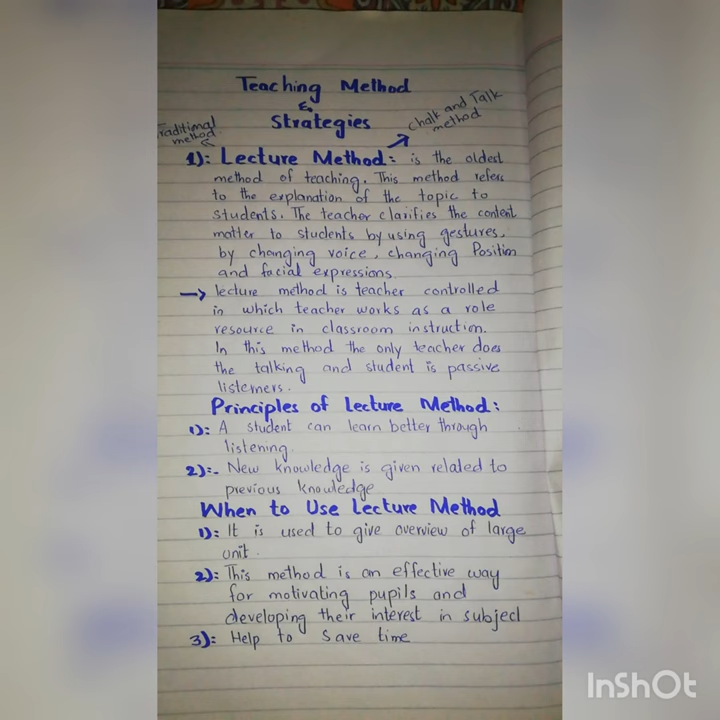 Teaching Method
&
Strategies
Traditional
method
Chalk and Talk
method
1): Lecture Method: is the oldest
method of teaching. This method refers
to the explanation of the topic to
students. The teacher clarifies the content
matter to students by using gestures,
by changing voice, changing Position
and facial expressions.
→ lecture method is teacher controlled
in which teacher works as a role
resource in classroom instruction.
In this method the only teacher does
the talking and student is passive
listerners.
Principles of Lecture Method:
1): A student can learn better through
listening.
2):- New knowledge is given related to
previous knowledge
When to Use Lecture Method
1): It is used to give overview of large
unit.
2): This method is an effective way
for motivating pupils and
developing their interest in subject
3): Help to Save time
InShOt